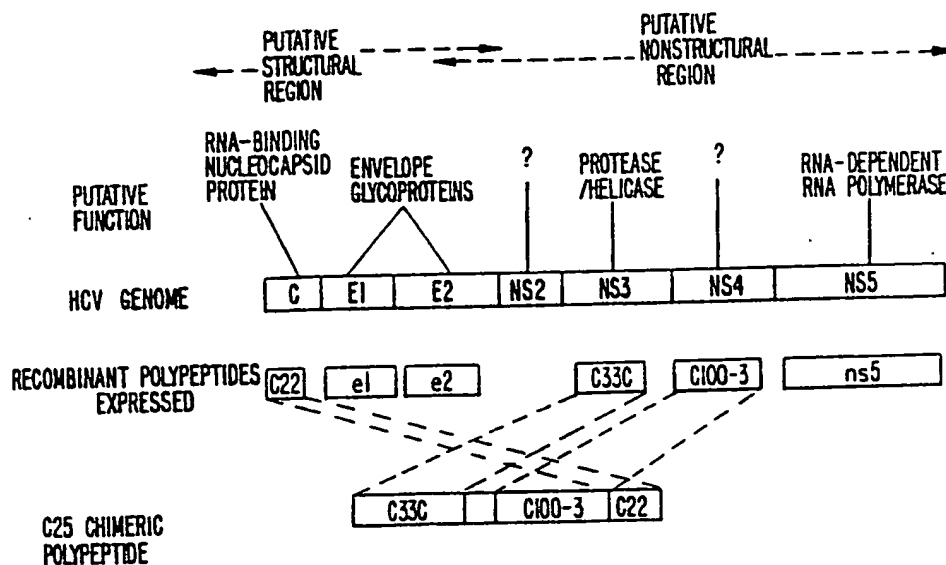 PUTATIVE
STRUCTURAL
REGION
PUTATIVE
NONSTRUCTURAL
REGION
RNA-BINDING
NUCLEOCAPSID
PROTEIN
ENVELOPE
GLYCOPROTEINS
?
PROTEASE
/HELICASE
?
RNA-DEPENDENT
RNA POLYMERASE
PUTATIVE
FUNCTION
HCV GENOME
C E1 E2 NS2 NS3 NS4 NS5
RECOMBINANT POLYPEPTIDES
EXPRESSED
C22 e1 e2 C33C C100-3 ns5
C33C C100-3 C22
C25 CHIMERIC
POLYPEPTIDE